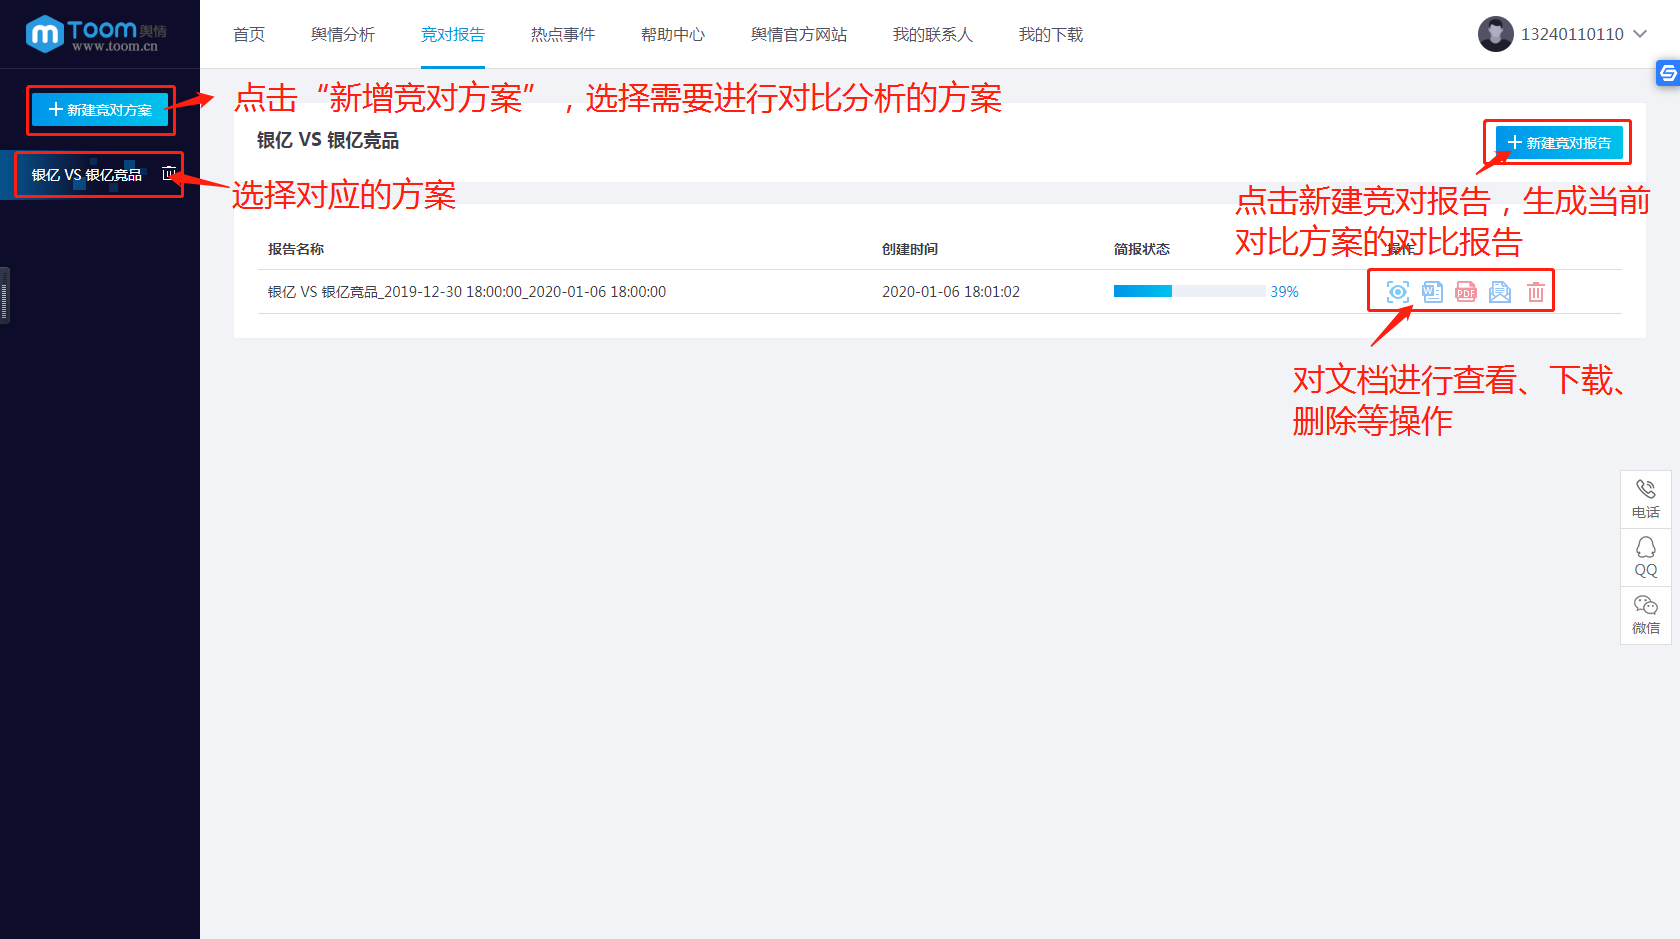 Toom舆情
www.toom.cn
首页 舆情分析 竞对报告 热点事件 帮助中心 舆情官方网站 我的联系人 我的下载
13240110110
新建竞对方案
点击“新增竞对方案”,选择需要进行对比分析的方案
银亿 VS 银亿竞品
新建竞对报告
银亿 VS 银亿竞品
选择对应的方案
点击新建竞对报告,生成当前
对比方案的对比报告
报告名称 创建时间 简报状态 操作
银亿 VS 银亿竞品_2019-12-30 18:00:00_2020-01-06 18:00:00 2020-01-06 18:01:02 39%
W
PDF
对文档进行查看、下载、
删除等操作
电话
QQ
微信